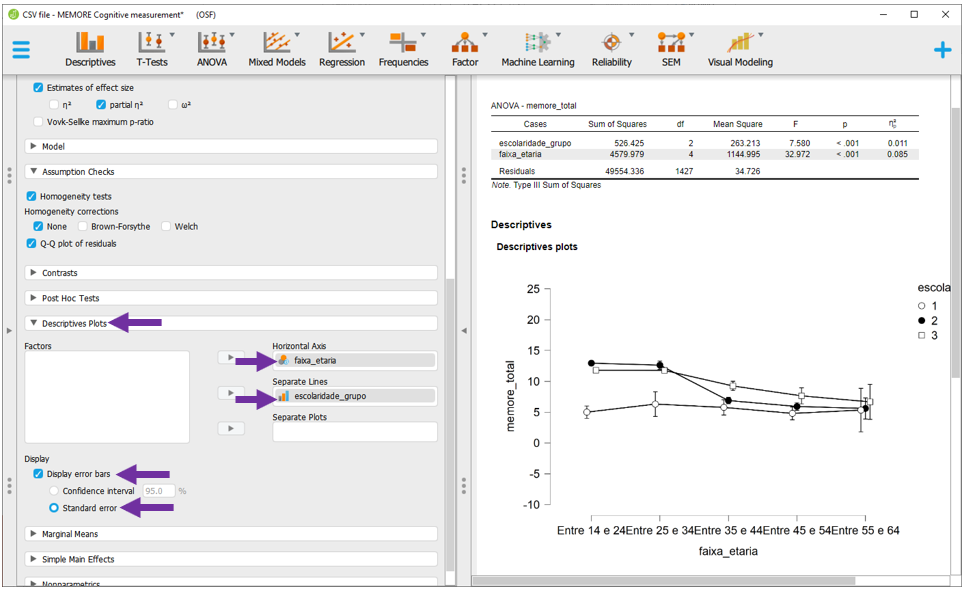 CSV file - MEMORE Cognitive measurement* (OSF)
Descriptives T-Tests ANOVA Mixed Models Regression Frequencies Factor Machine Learning Reliability SEM Visual Modeling
Estimates of effect size
η² partial η² ω²
Vovk-Sellke maximum p-ratio
Model
Assumption Checks
Homogeneity tests
Homogeneity corrections
None Brown-Forsythe Welch
Q-Q plot of residuals
Contrasts
Post Hoc Tests
Descriptives Plots
Factors
Horizontal Axis
faixa_etaria
Separate Lines
escolaridade_grupo
Separate Plots
Display
Display error bars
Confidence interval 95.0 %
Standard error
Marginal Means
Simple Main Effects
Nonparametrics
ANOVA - memore_total
Cases Sum of Squares df Mean Square F p η²p
escolaridade_grupo 526.425 2 263.213 7.580 < .001 0.011
faixa_etaria 4579.979 4 1144.995 32.972 < .001 0.085
Residuals 49554.336 1427 34.726
Note. Type III Sum of Squares
Descriptives
Descriptives plots
25
20
15
10
5
0
-5
-10
memore_total
Entre 14 e 24Entre 25 e 34Entre 35 e 44Entre 45 e 54Entre 55 e 64
faixa_etaria
escola
1
2
3